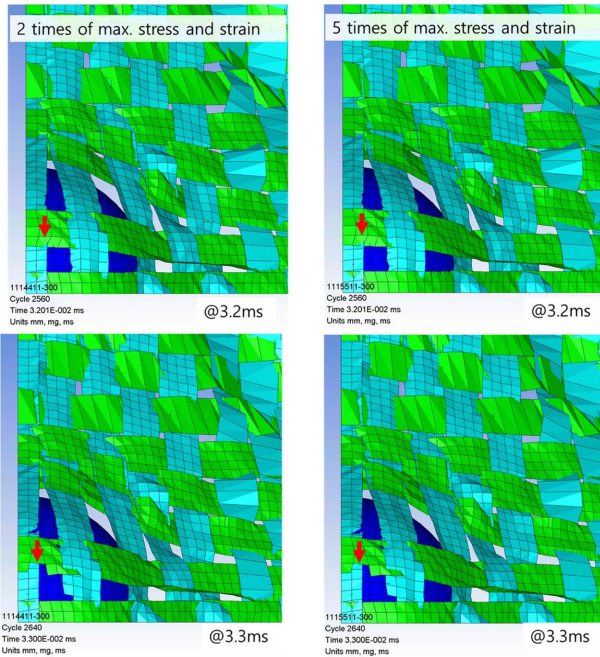 2 times of max. stress and strain
1114411-300
Cycle 2560
Time 3.201E-002 ms
Units mm, mg, ms
@3.2ms
5 times of max. stress and strain
1115511-300
Cycle 2560
Time 3.201E-002 ms
Units mm, mg, ms
@3.2ms
1114411-300
Cycle 2640
Time 3.300E-002 ms
Units mm, mg, ms
@3.3ms
1115511-300
Cycle 2640
Time 3.300E-002 ms
Units mm, mg, ms
@3.3ms